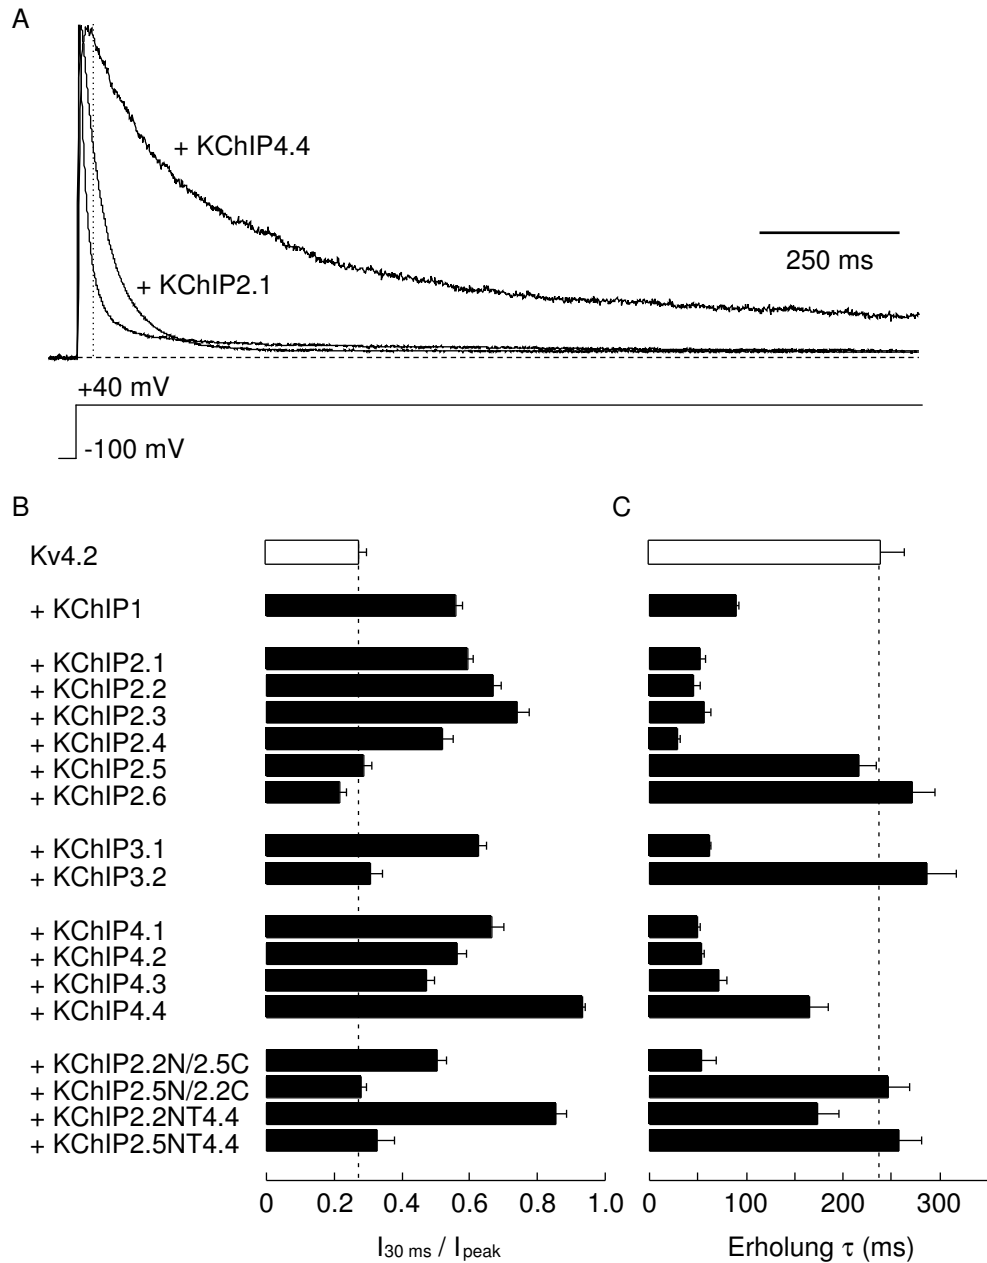 A
+ KChIP4.4
250 ms
+ KChIP2.1
+40 mV
-100 mV
B
C
Kv4.2
+ KChIP1
+ KChIP2.1
+ KChIP2.2
+ KChIP2.3
+ KChIP2.4
+ KChIP2.5
+ KChIP2.6
+ KChIP3.1
+ KChIP3.2
+ KChIP4.1
+ KChIP4.2
+ KChIP4.3
+ KChIP4.4
+ KChIP2.2N/2.5C
+ KChIP2.5N/2.2C
+ KChIP2.2NT4.4
+ KChIP2.5NT4.4
0 0.2 0.4 0.6 0.8 1.0
0 100 200 300
I30 ms / Ipeak
Erholung τ (ms)